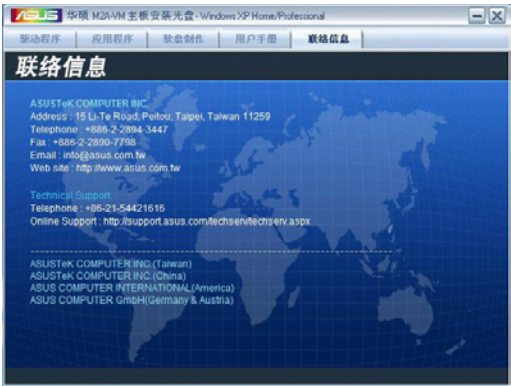 ASUS 华硕 M2A-VM 主板安装光盘 - Windows XP Home/Professional
驱动程序 应用程序 软盘制作 用户手册 联络信息
联络信息
ASUSTeK COMPUTER INC.
Address : 15 Li-Te Road, Peitou, Taipei, Taiwan 11259
Telephone : +886-2-2894-3447
Fax : +886-2-2890-7798
Email : info@asus.com.tw
Web site : http://www.asus.com.tw
Technical Support
Telephone : +86-21-54421616
Online Support : http://support.asus.com/techserv/techserv.aspx
ASUSTeK COMPUTER INC.(Taiwan)
ASUSTeK COMPUTER INC.(China)
ASUS COMPUTER INTERNATIONAL(America)
ASUS COMPUTER GmbH(Germany & Austria)